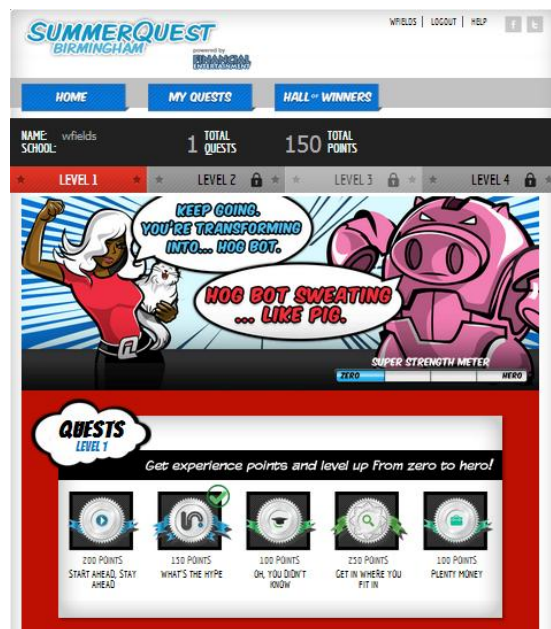 SUMMERQUEST
BIRMINGHAM
powered by
FINANCIAL
ENTERTAINMENT
WFIELDS | LOGOUT | HELP
HOME
MY QUESTS
HALL OF WINNERS
NAME: wfields
SCHOOL:
1 TOTAL QUESTS
150 TOTAL POINTS
LEVEL 1
LEVEL 2
LEVEL 3
LEVEL 4
KEEP GOING.
YOU'RE TRANSFORMING
INTO... HOG BOT.
HOG BOT SWEATING
... LIKE PIG.
SUPER STRENGTH METER
ZERO
HERO
QUESTS
LEVEL 1
Get experience points and level up From zero to hero!
200 POINTS
START AHEAD, STAY
AHEAD
150 POINTS
WHAT'S THE HYPE
100 POINTS
OH, YOU DIDN'T
KNOW
250 POINTS
GET IN WHERE YOU
FIT IN
100 POINTS
PLENTY MONEY